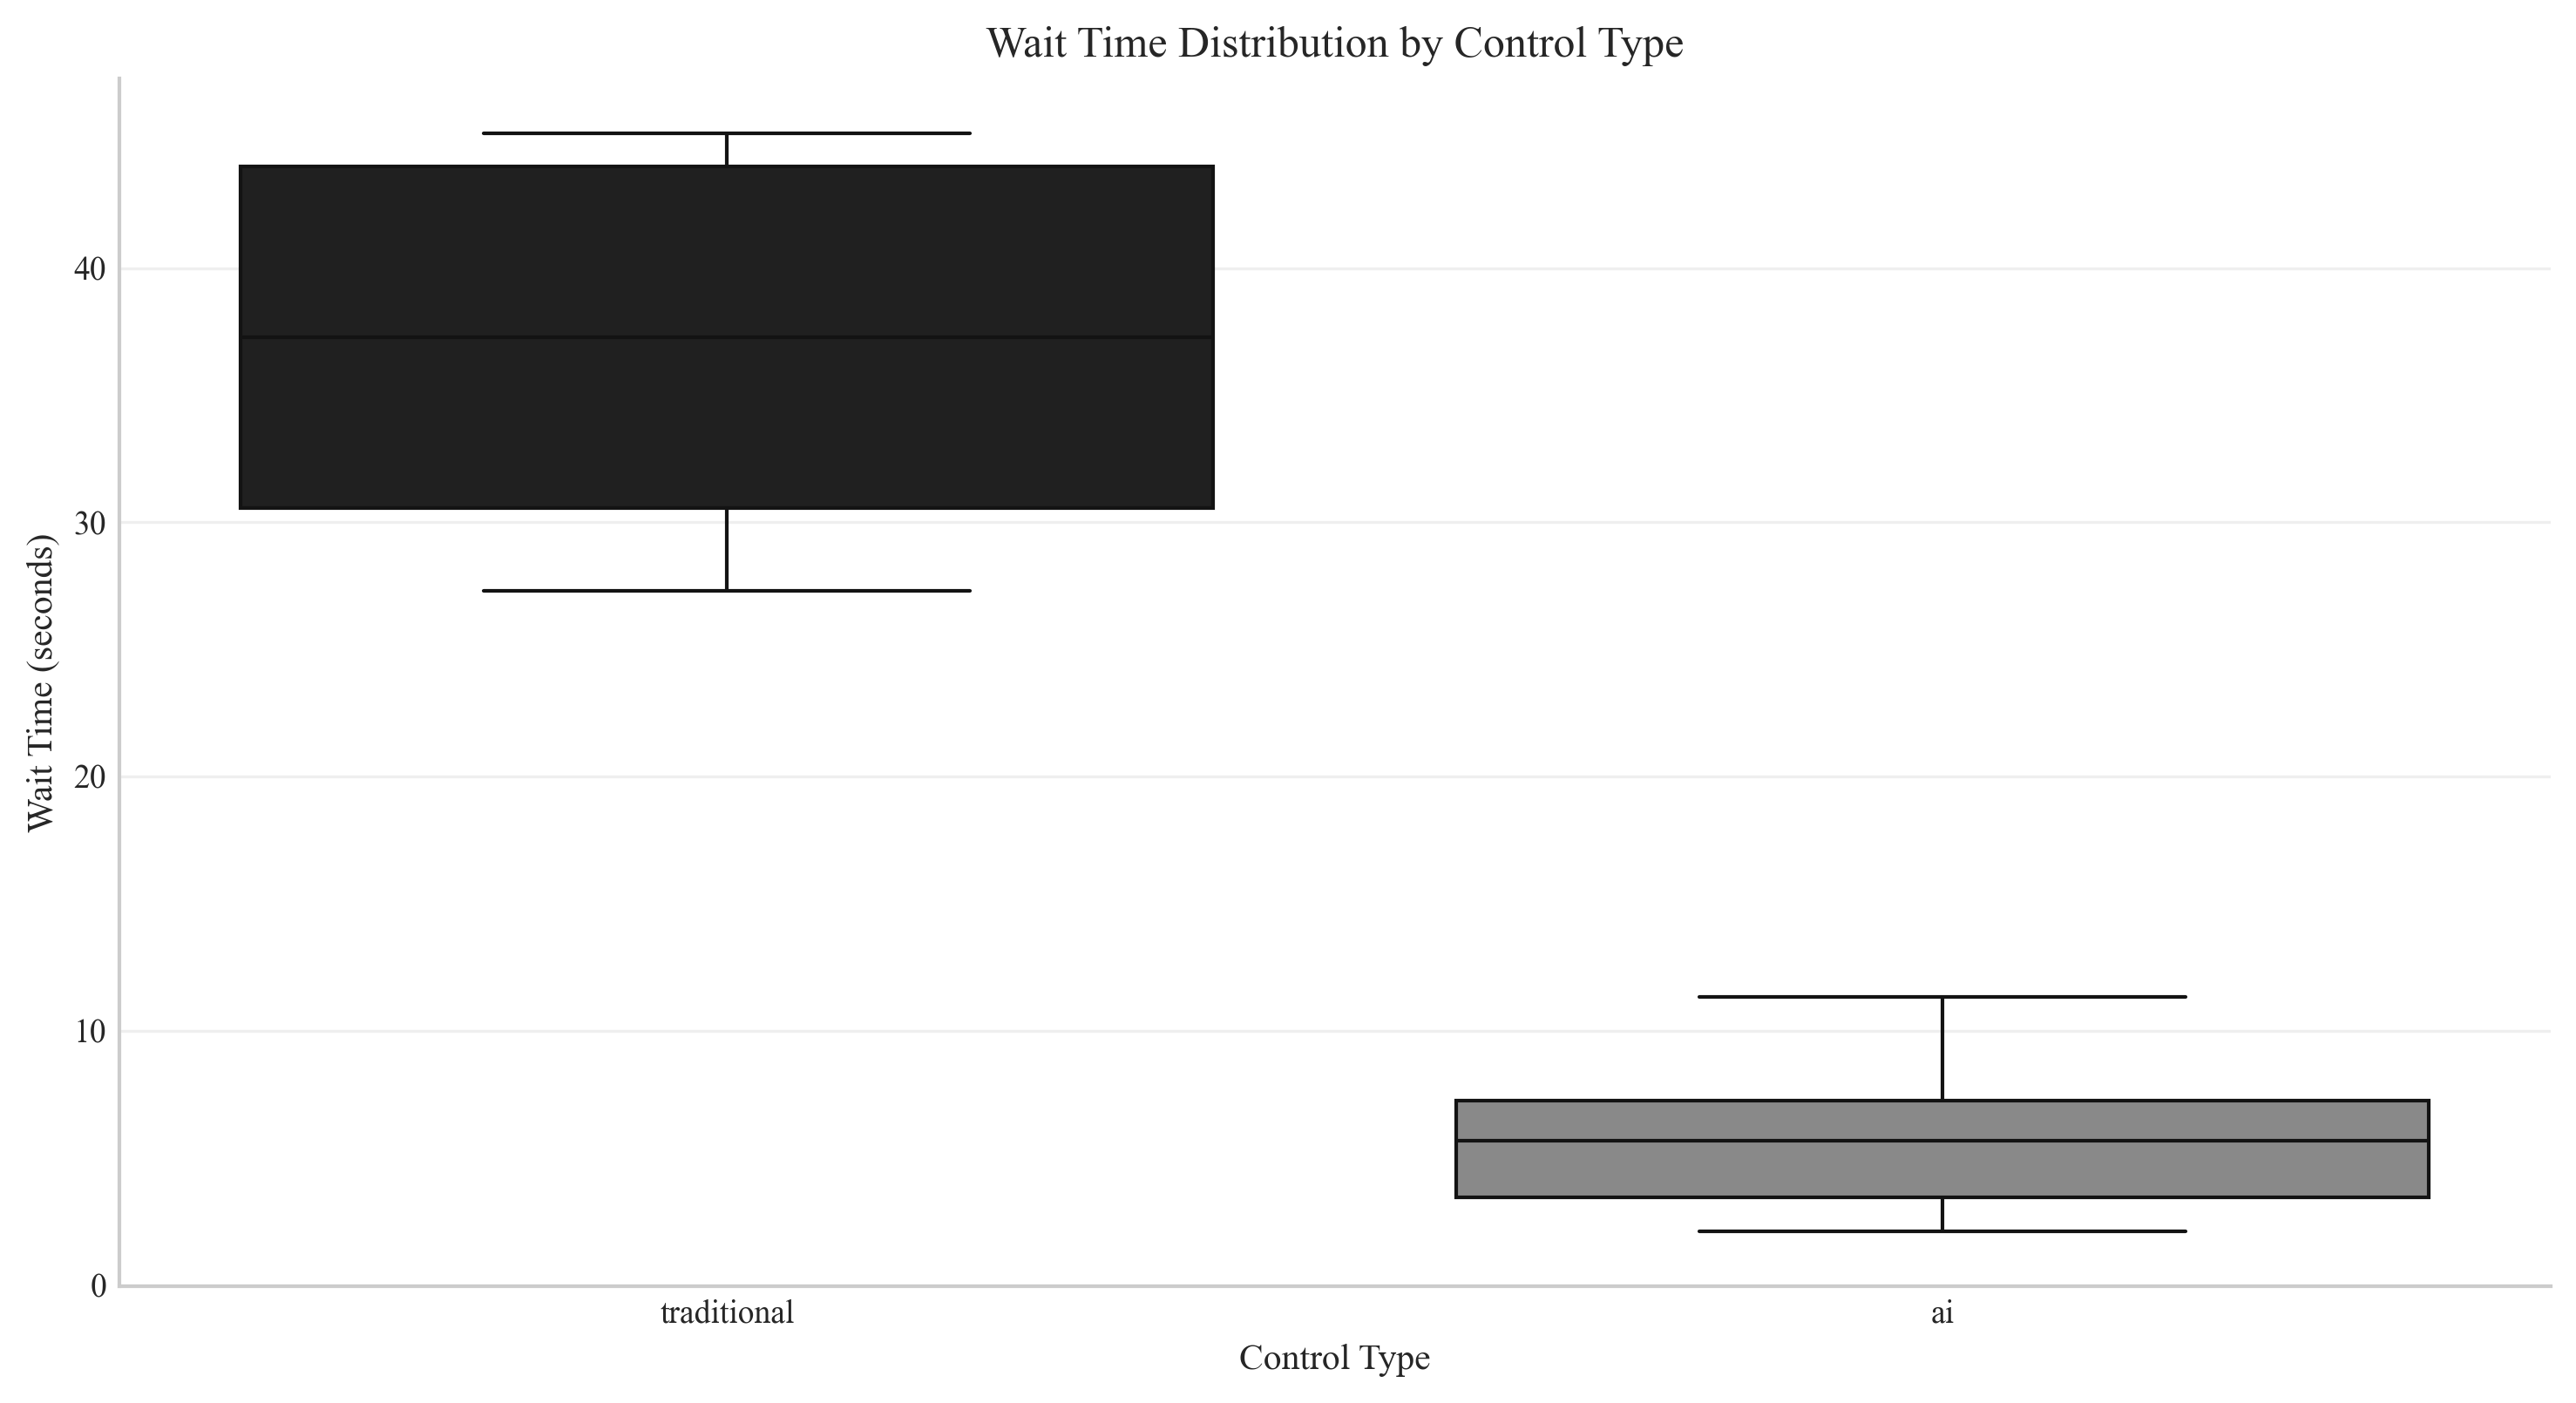 Wait Time Distribution by Control Type
Wait Time (seconds)
40
30
20
10
0
traditional
ai
Control Type